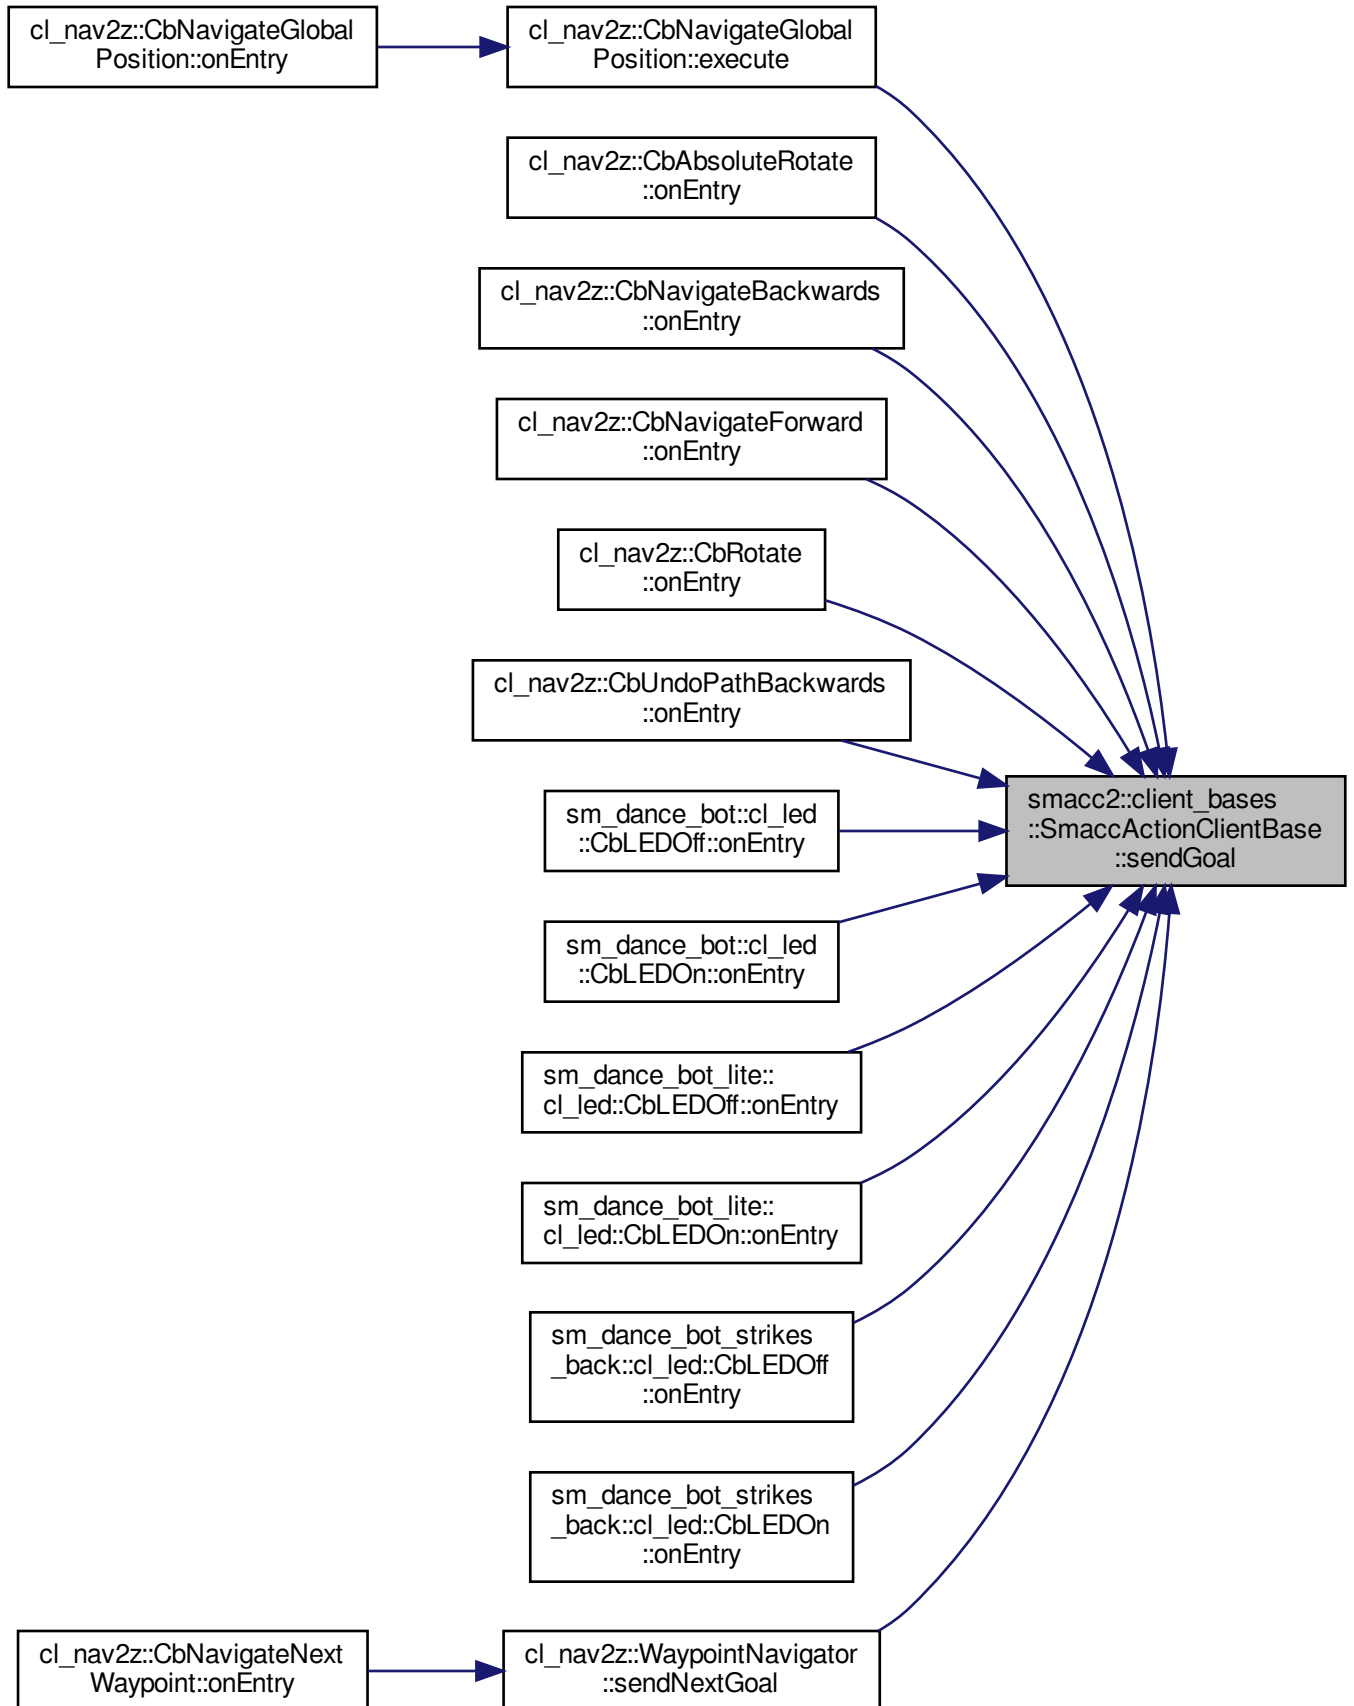 cl_nav2z::CbNavigateGlobal
Position::onEntry
cl_nav2z::CbNavigateGlobal
Position::execute
cl_nav2z::CbAbsoluteRotate
::onEntry
cl_nav2z::CbNavigateBackwards
::onEntry
cl_nav2z::CbNavigateForward
::onEntry
cl_nav2z::CbRotate
::onEntry
cl_nav2z::CbUndoPathBackwards
::onEntry
smacc2::client_bases
::SmaccActionClientBase
::sendGoal
sm_dance_bot::cl_led
::CbLEDOff::onEntry
sm_dance_bot::cl_led
::CbLEDOn::onEntry
sm_dance_bot_lite::
cl_led::CbLEDOff::onEntry
sm_dance_bot_lite::
cl_led::CbLEDOn::onEntry
sm_dance_bot_strikes
_back::cl_led::CbLEDOff
::onEntry
sm_dance_bot_strikes
_back::cl_led::CbLEDOn
::onEntry
cl_nav2z::CbNavigateNext
Waypoint::onEntry
cl_nav2z::WaypointNavigator
::sendNextGoal